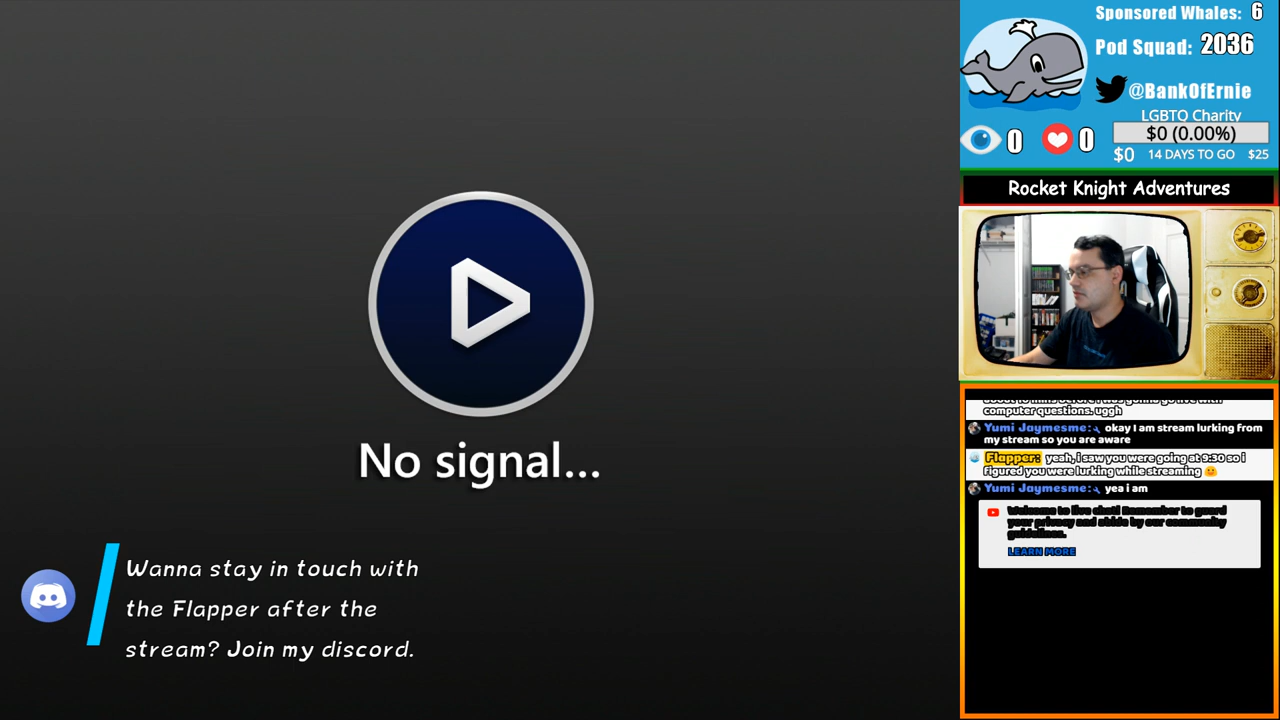 Sponsored Whales: 6
Pod Squad: 2036
@BankOfErnie
LGBTQ Charity
$0 (0.00%)
0 0 $0 14 DAYS TO GO $25
Rocket Knight Adventures
No signal...
Wanna stay in touch with
the Flapper after the
stream? Join my discord.
computer questions. uggh
Yumi Jaymesme: okay I am stream lurking from
my stream so you are aware
Flapper: yeah, i saw you were going at 9:30 so i
figured you were lurking while streaming
Yumi Jaymesme: yea i am
Welcome to live chat! Remember to guard
your privacy and abide by our community
guidelines.
LEARN MORE